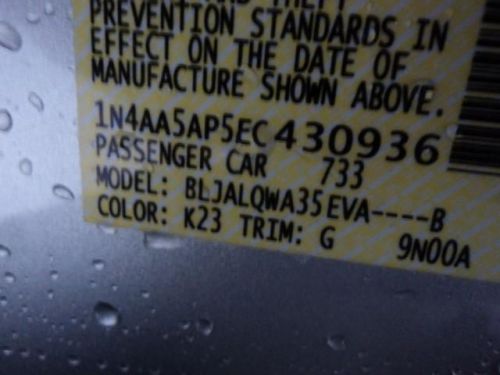 PREVENTION STANDARDS IN
EFFECT ON THE DATE OF
MANUFACTURE SHOWN ABOVE.
1N4AA5AP5EC430936
PASSENGER CAR 733
MODEL: BLJALQWA35EVA----B
COLOR: K23 TRIM: G 9N00A